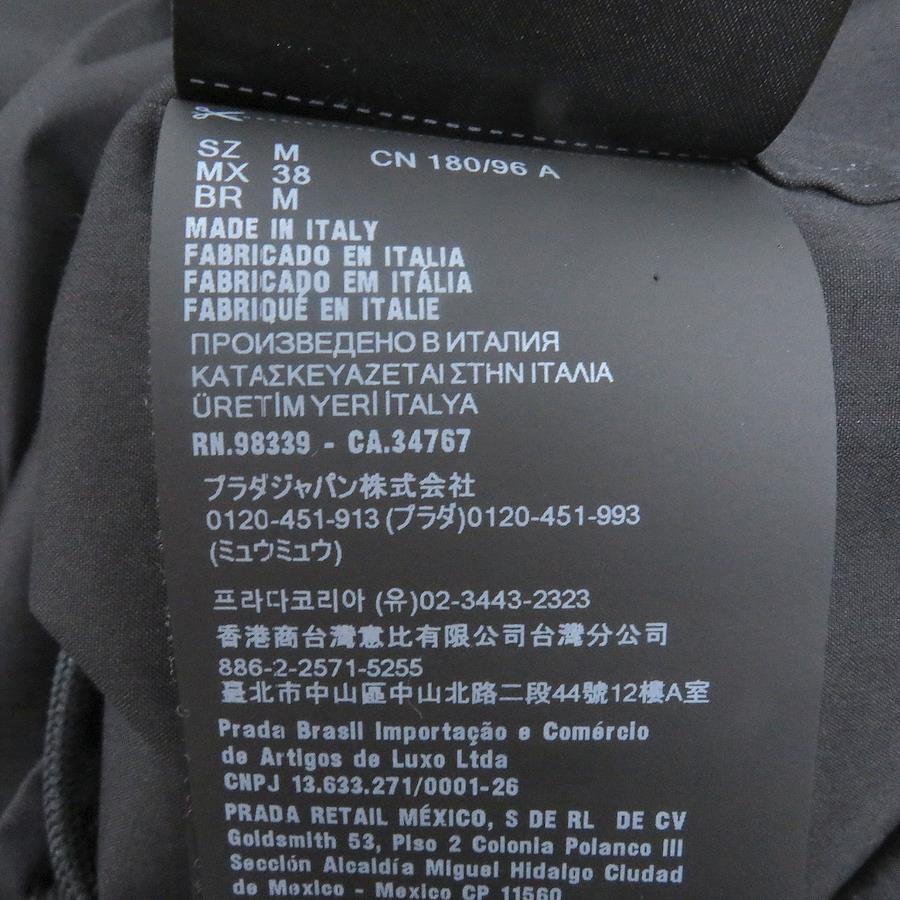 SZ M CN 180/96 A
MX 38
BR M
MADE IN ITALY
FABRICADO EN ITALIA
FABRICADO EM ITÁLIA
FABRIQUÉ EN ITALIE
ПРОИЗВЕДЕНО В ИТАЛИЯ
ΚΑΤΑΣΚΕΥΑΖΕΤΑΙ ΣΤΗΝ ΙΤΑΛΙΑ
ÜRETİM YERİ İTALYA
RN.98339 - CA.34767
プラダジャパン株式会社
0120-451-913 (プラダ)0120-451-993
(ミュウミュウ)
프라다코리아 (유)02-3443-2323
香港商台灣意比有限公司台灣分公司
886-2-2571-5255
臺北市中山區中山北路二段44號12樓A室
Prada Brasil Importação e Comércio
de Artigos de Luxo Ltda
CNPJ 13.633.271/0001-26
PRADA RETAIL MÉXICO, S DE RL DE CV
Goldsmith 53, Piso 2 Colonia Polanco III
Sección Alcaldía Miguel Hidalgo Ciudad
de Mexico - Mexico CP 11560